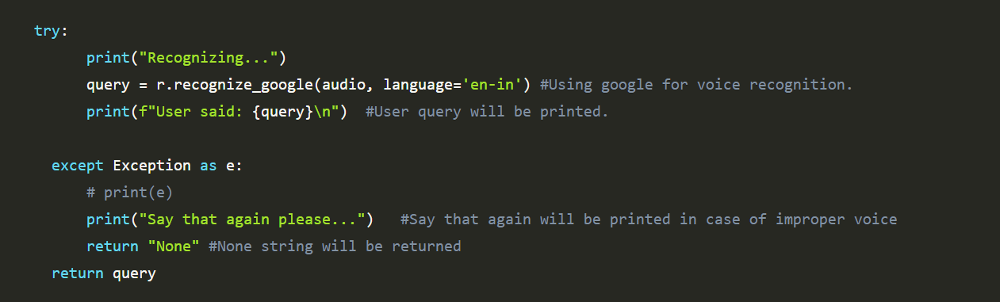 try:
print("Recognizing...")
query = r.recognize_google(audio, language='en-in') #Using google for voice recognition.
print(f"User said: {query}\n")  #User query will be printed.
except Exception as e:
# print(e)
print("Say that again please...")   #Say that again will be printed in case of improper voice
return "None" #None string will be returned
return query